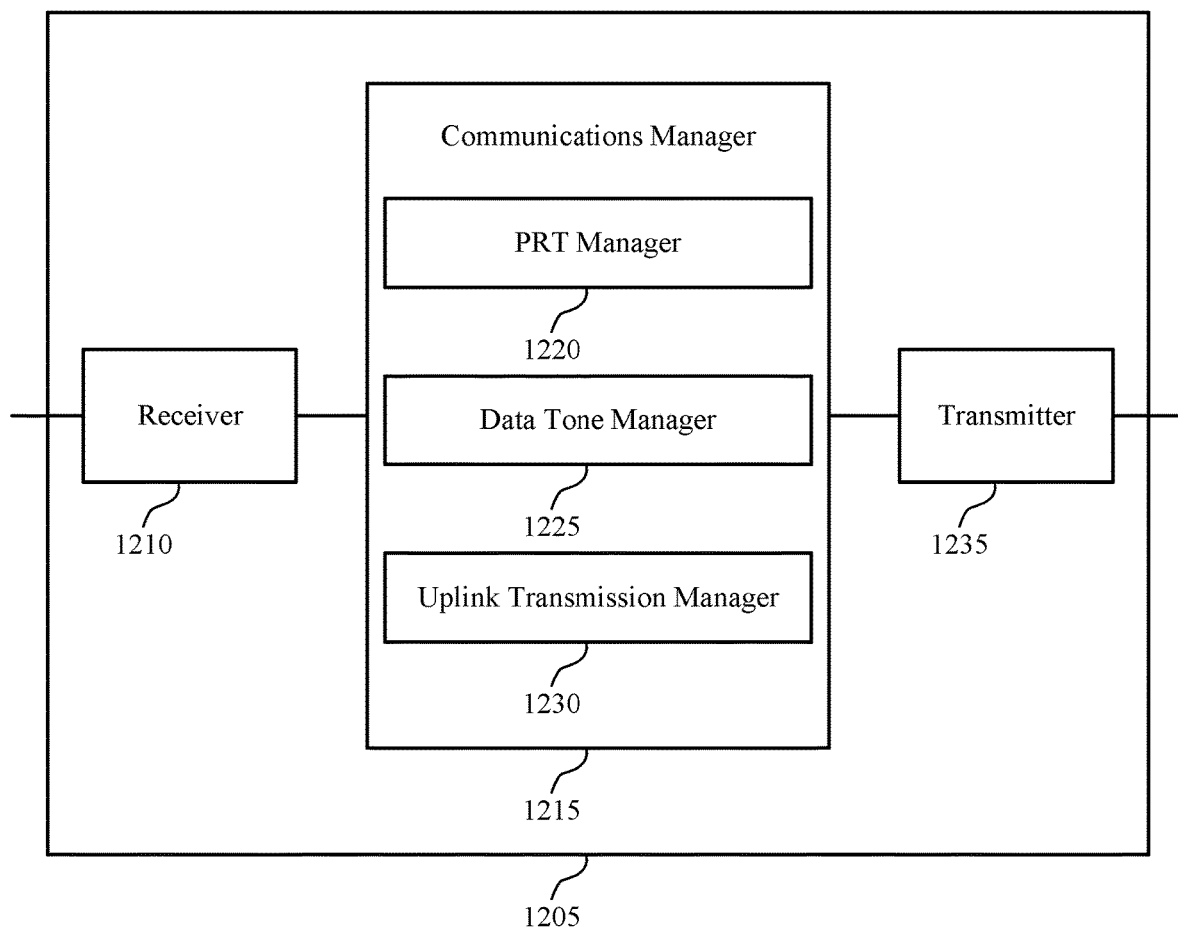 Communications Manager
PRT Manager
1220
Receiver
1210
Data Tone Manager
1225
Transmitter
1235
Uplink Transmission Manager
1230
1215
1205